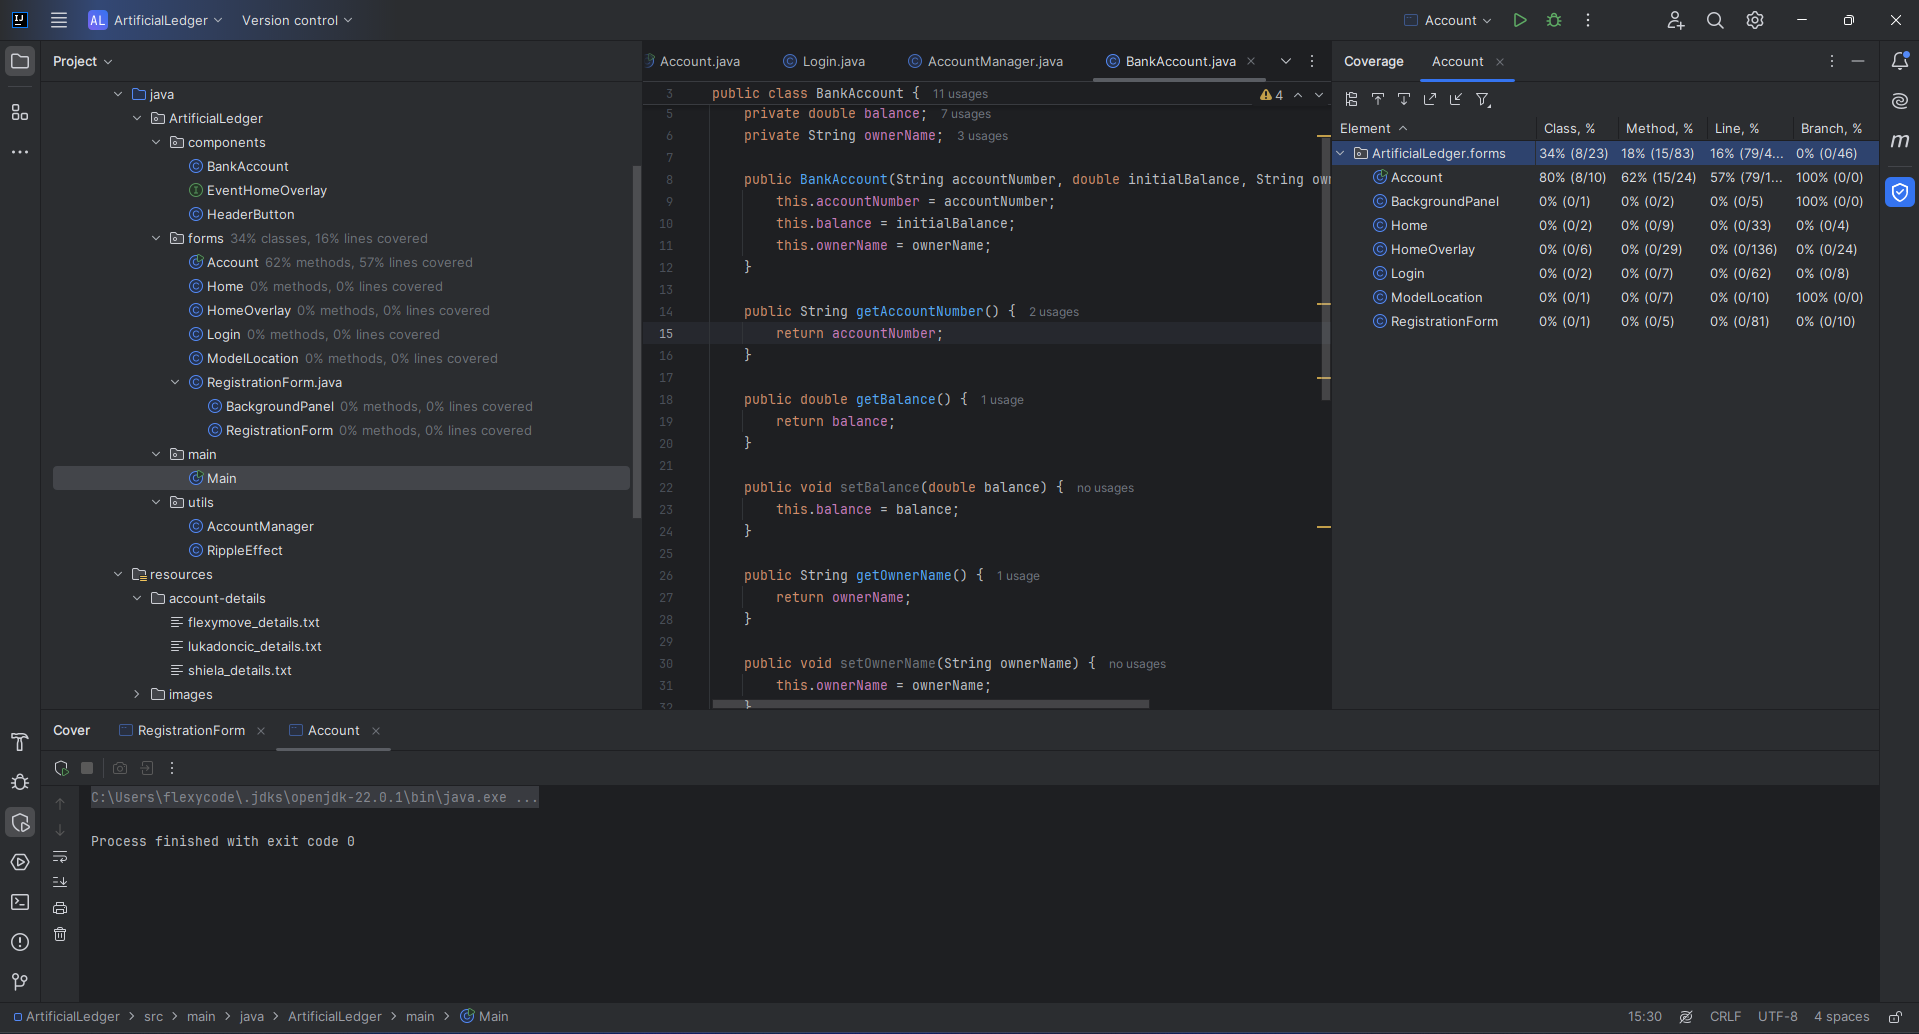 AL ArtificialLedger Version control Account
Project
java
ArtificialLedger
components
BankAccount
EventHomeOverlay
HeaderButton
forms 34% classes, 16% lines covered
Account 62% methods, 57% lines covered
Home 0% methods, 0% lines covered
HomeOverlay 0% methods, 0% lines covered
Login 0% methods, 0% lines covered
ModelLocation 0% methods, 0% lines covered
RegistrationForm.java
BackgroundPanel 0% methods, 0% lines covered
RegistrationForm 0% methods, 0% lines covered
main
Main
utils
AccountManager
RippleEffect
resources
account-details
flexymove_details.txt
lukadoncic_details.txt
shiela_details.txt
images
Account.java Login.java AccountManager.java BankAccount.java
3 public class BankAccount { 11 usages
4
5 private double balance; 7 usages
6 private String ownerName; 3 usages
7
8 public BankAccount(String accountNumber, double initialBalance, String ow
9 this.accountNumber = accountNumber;
10 this.balance = initialBalance;
11 this.ownerName = ownerName;
12 }
13
14 public String getAccountNumber() { 2 usages
15 return accountNumber;
16 }
17
18 public double getBalance() { 1 usage
19 return balance;
20 }
21
22 public void setBalance(double balance) { no usages
23 this.balance = balance;
24 }
25
26 public String getOwnerName() { 1 usage
27 return ownerName;
28 }
29
30 public void setOwnerName(String ownerName) { no usages
31 this.ownerName = ownerName;
32 }
Coverage Account
Element Class, % Method, % Line, % Branch, %
ArtificialLedger.forms 34% (8/23) 18% (15/83) 16% (79/4... 0% (0/46)
Account 80% (8/10) 62% (15/24) 57% (79/1... 100% (0/0)
BackgroundPanel 0% (0/1) 0% (0/2) 0% (0/5) 100% (0/0)
Home 0% (0/2) 0% (0/9) 0% (0/33) 0% (0/4)
HomeOverlay 0% (0/6) 0% (0/29) 0% (0/136) 0% (0/24)
Login 0% (0/2) 0% (0/7) 0% (0/62) 0% (0/8)
ModelLocation 0% (0/1) 0% (0/7) 0% (0/10) 100% (0/0)
RegistrationForm 0% (0/1) 0% (0/5) 0% (0/81) 0% (0/10)
m
Cover RegistrationForm Account
C:\Users\flexycode\.jdks\openjdk-22.0.1\bin\java.exe ...
Process finished with exit code 0
ArtificialLedger > src > main > java > ArtificialLedger > main > Main
15:30 CRLF UTF-8 4 spaces